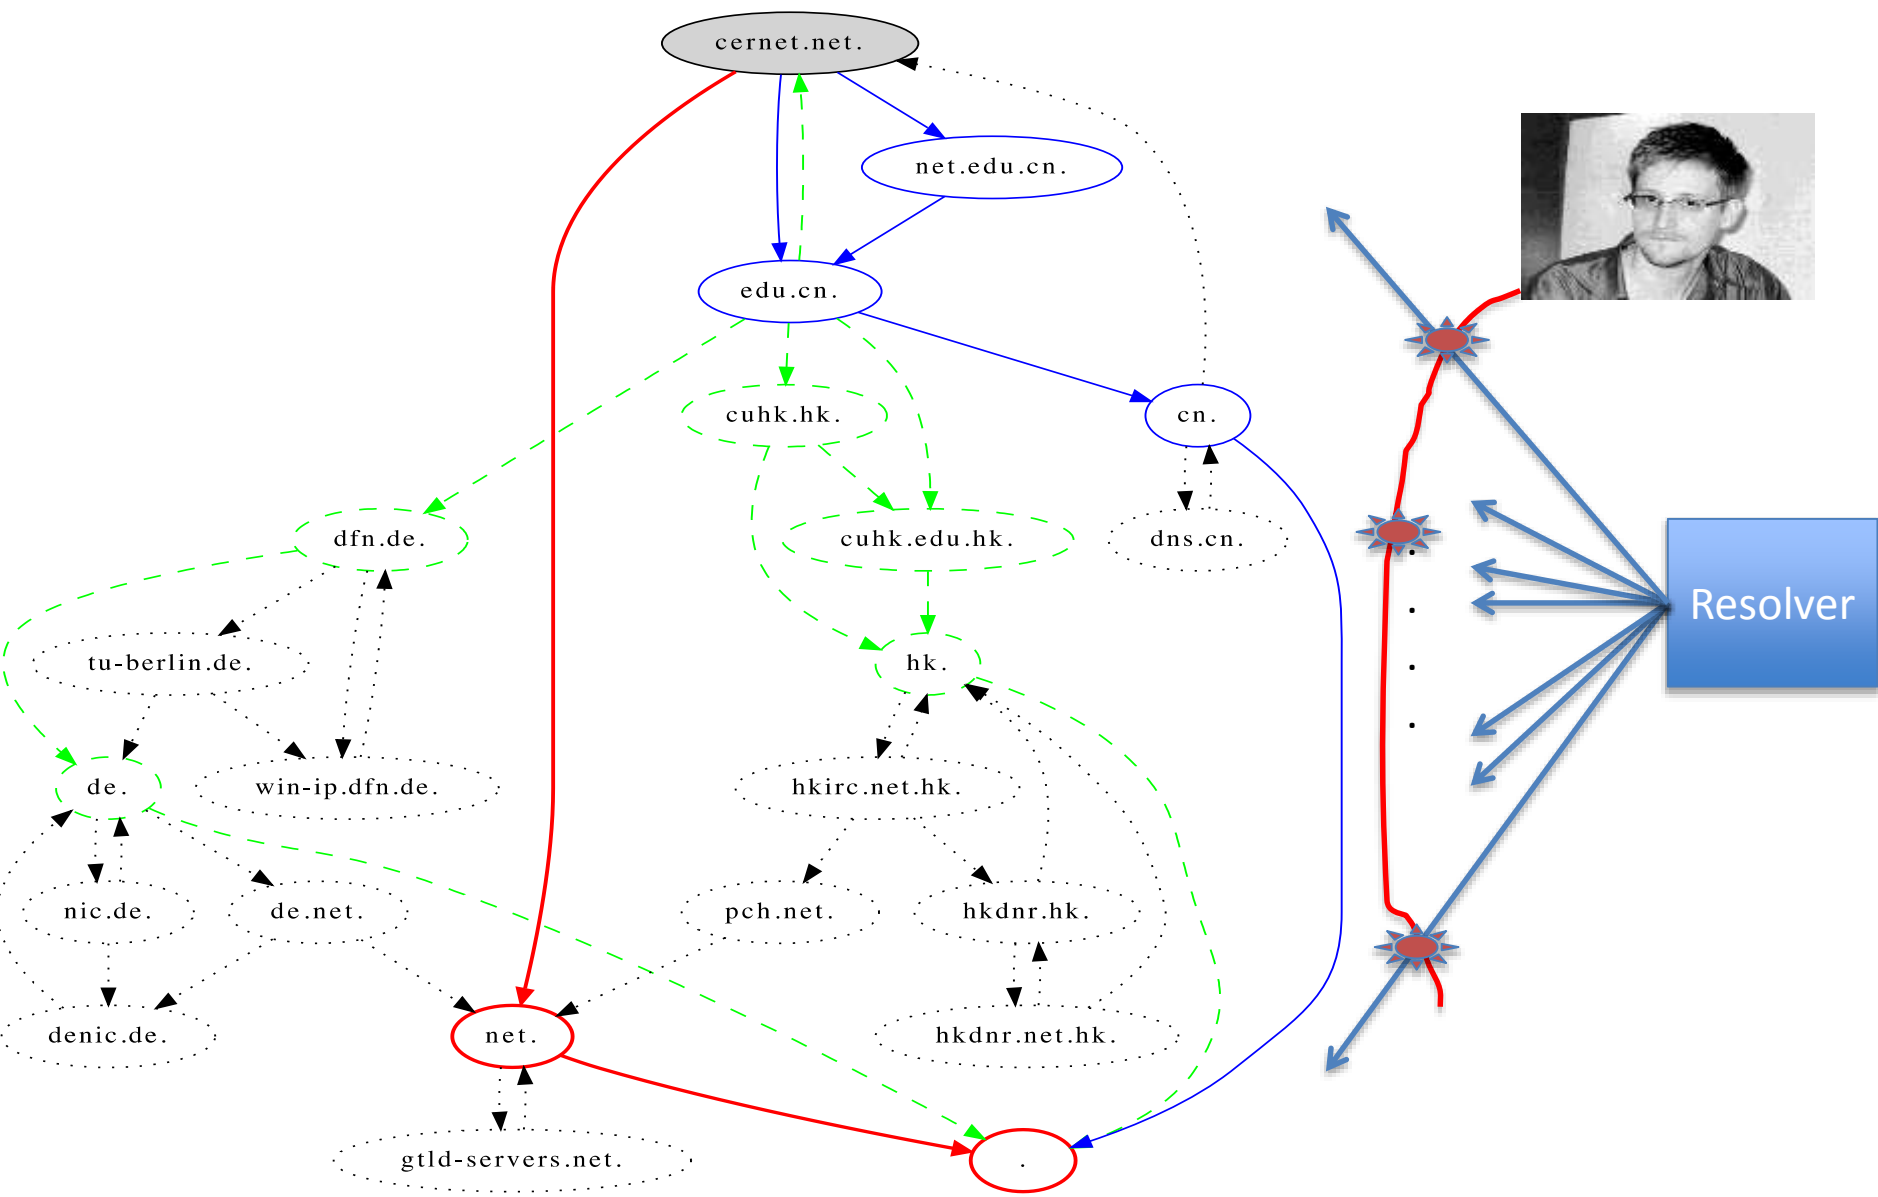 cernet.net.
net.edu.cn.
edu.cn.
cuhk.hk.
cn.
dfn.de.
cuhk.edu.hk.
dns.cn.
Resolver
tu-berlin.de.
hk.
de.
win-ip.dfn.de.
hkirc.net.hk.
nic.de.
de.net.
pch.net.
hkdnr.hk.
denic.de.
net.
hkdnr.net.hk.
gtld-servers.net.
.